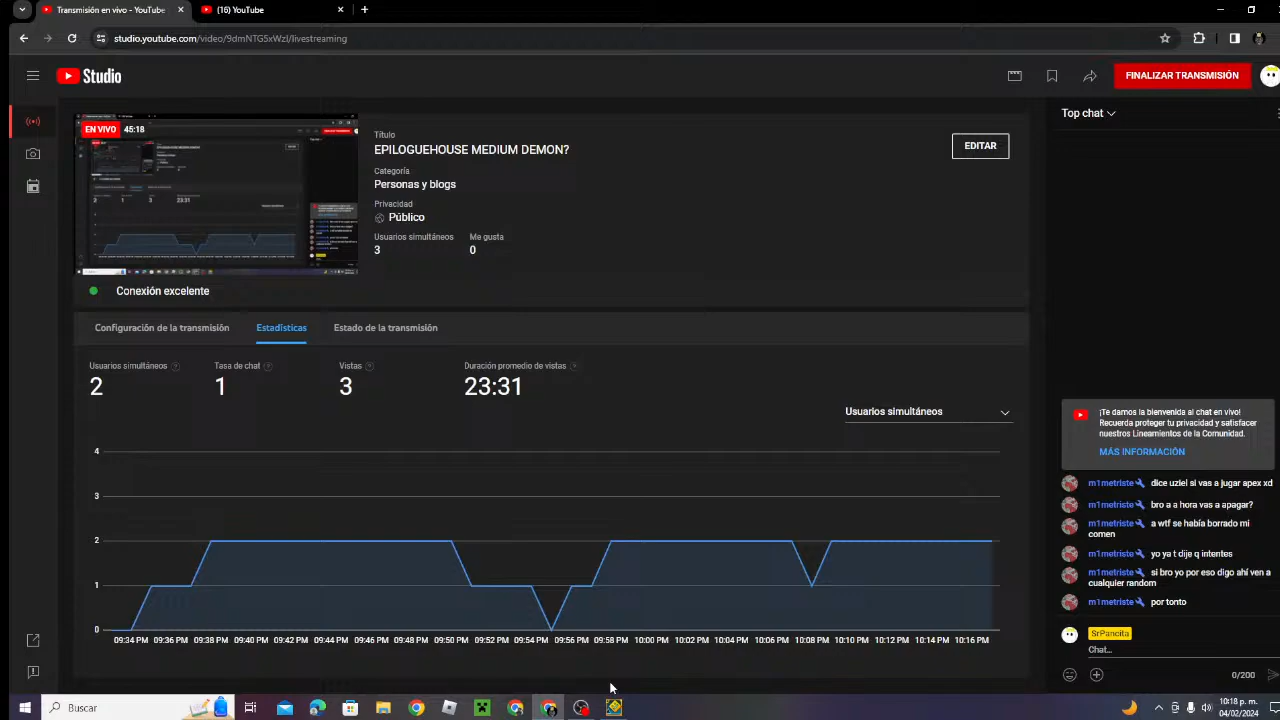 Transmisión en vivo - YouTube
(16) YouTube
studio.youtube.com/video/9dmNTG5xWzI/livestreaming
Studio
FINALIZAR TRANSMISIÓN
EN VIVO 45:18
Título
EPILOGUEHOUSE MEDIUM DEMON?
EDITAR
Categoría
Personas y blogs
Privacidad
Público
Usuarios simultáneos Me gusta
3 0
Conexión excelente
Configuración de la transmisión Estadísticas Estado de la transmisión
Usuarios simultáneos Tasa de chat Vistas Duración promedio de vistas
2 1 3 23:31
Usuarios simultáneos
4
3
2
1
0
09:34 PM 09:36 PM 09:38 PM 09:40 PM 09:42 PM 09:44 PM 09:46 PM 09:48 PM 09:50 PM 09:52 PM 09:54 PM 09:56 PM 09:58 PM 10:00 PM 10:02 PM 10:04 PM 10:06 PM 10:08 PM 10:10 PM 10:12 PM 10:14 PM 10:16 PM
Top chat
¡Te damos la bienvenida al chat en vivo!
Recuerda proteger tu privacidad y satisfacer
nuestros Lineamientos de la Comunidad.
MÁS INFORMACIÓN
m1metriste dice uziel si vas a jugar apex xd
m1metriste bro a a hora vas a apagar?
m1metriste a wtf se había borrado mi
comen
m1metriste yo ya t dije q intentes
m1metriste si bro yo por eso digo ahí ven a
cualquier random
m1metriste por tonto
SrPancita
Chat...
0/200
Buscar
10:18 p. m.
04/02/2024